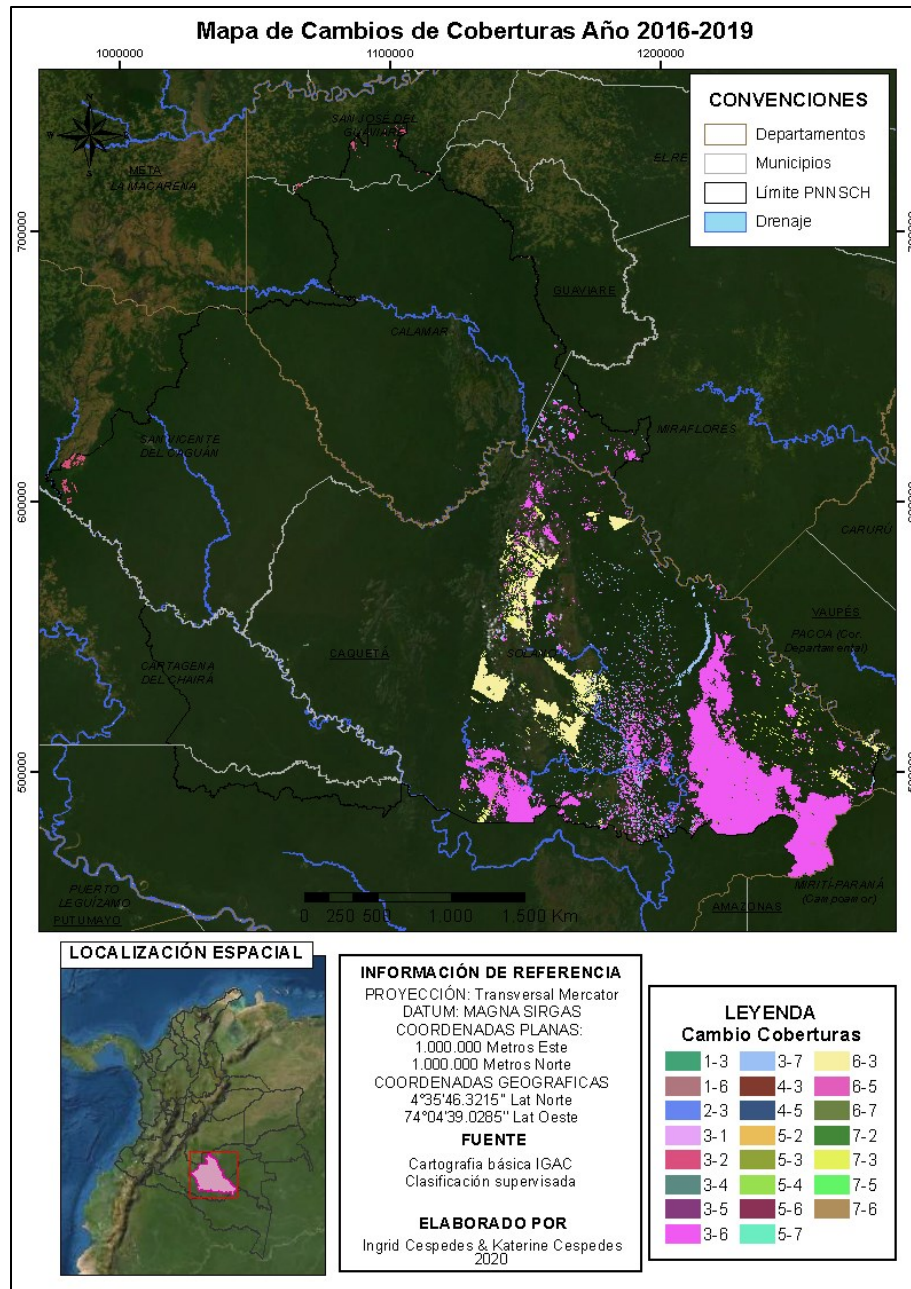 Mapa de Cambios de Coberturas Año 2016-2019
1000000
1100000
1200000
CONVENCIONES
Departamentos
Municipios
Límite PNNSCH
Drenaje
N
W
S
SAN JOSE DEL
GUAVIARE
META
LA MACARENA
EL RE
700000
GUAVIARE
CALAMAR
MIRAFLORES
SAN VICENTE
DEL CAGUÁN
600000
CARURÚ
VAUPÉS
PACOA (Cor.
Departamental)
CAQUETÁ
SOLANO
CARTAGENA
DEL CHAIRÁ
500000
PUERTO
LEGUÍZAMO
PUTUMAYO
MIRITÍ-PARANÁ
(Campoamor)
AMAZONAS
0 250 500 1.000 1.500 Km
LOCALIZACIÓN ESPACIAL
INFORMACIÓN DE REFERENCIA
PROYECCIÓN: Transversal Mercator
DATUM: MAGNA SIRGAS
COORDENADAS PLANAS:
1.000.000 Metros Este
1.000.000 Metros Norte
COORDENADAS GEOGRAFICAS
4°35'46.3215" Lat Norte
74°04'39.0285" Lat Oeste
FUENTE
Cartografia básica IGAC
Clasificación supervisada
ELABORADO POR
Ingrid Cespedes & Katerine Cespedes
2020
LEYENDA
Cambio Coberturas
1-3 3-7 6-3
1-6 4-3 6-5
2-3 4-5 6-7
3-1 5-2 7-2
3-2 5-3 7-3
3-4 5-4 7-5
3-5 5-6 7-6
3-6 5-7